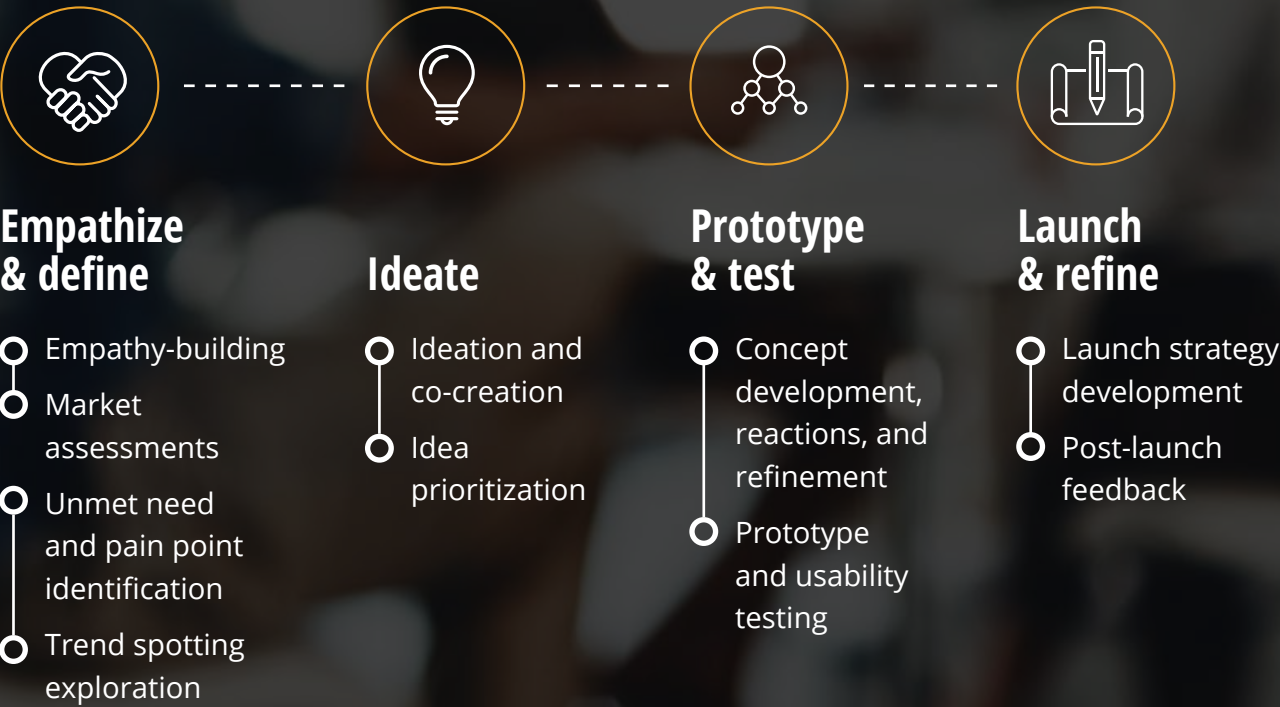 Empathize
& define
Empathy-building
Market
assessments
Unmet need
and pain point
identification
Trend spotting
exploration
Ideate
Ideation and
co-creation
Idea
prioritization
Prototype
& test
Concept
development,
reactions, and
refinement
Prototype
and usability
testing
Launch
& refine
Launch strategy
development
Post-launch
feedback